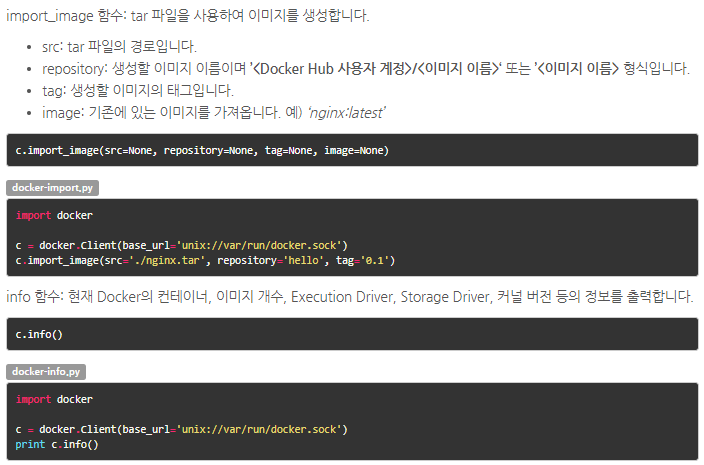 import_image 함수: tar 파일을 사용하여 이미지를 생성합니다.
• src: tar 파일의 경로입니다.
• repository: 생성할 이미지 이름이며 ’<Docker Hub 사용자 계정>/<이미지 이름>‘ 또는 ’<이미지 이름> 형식입니다.
• tag: 생성할 이미지의 태그입니다.
• image: 기존에 있는 이미지를 가져옵니다. 예) ‘nginx:latest’
c.import_image(src=None, repository=None, tag=None, image=None)
docker-import.py
import docker
c = docker.Client(base_url='unix://var/run/docker.sock')
c.import_image(src='./nginx.tar', repository='hello', tag='0.1')
info 함수: 현재 Docker의 컨테이너, 이미지 개수, Execution Driver, Storage Driver, 커널 버전 등의 정보를 출력합니다.
c.info()
docker-info.py
import docker
c = docker.Client(base_url='unix://var/run/docker.sock')
print c.info()